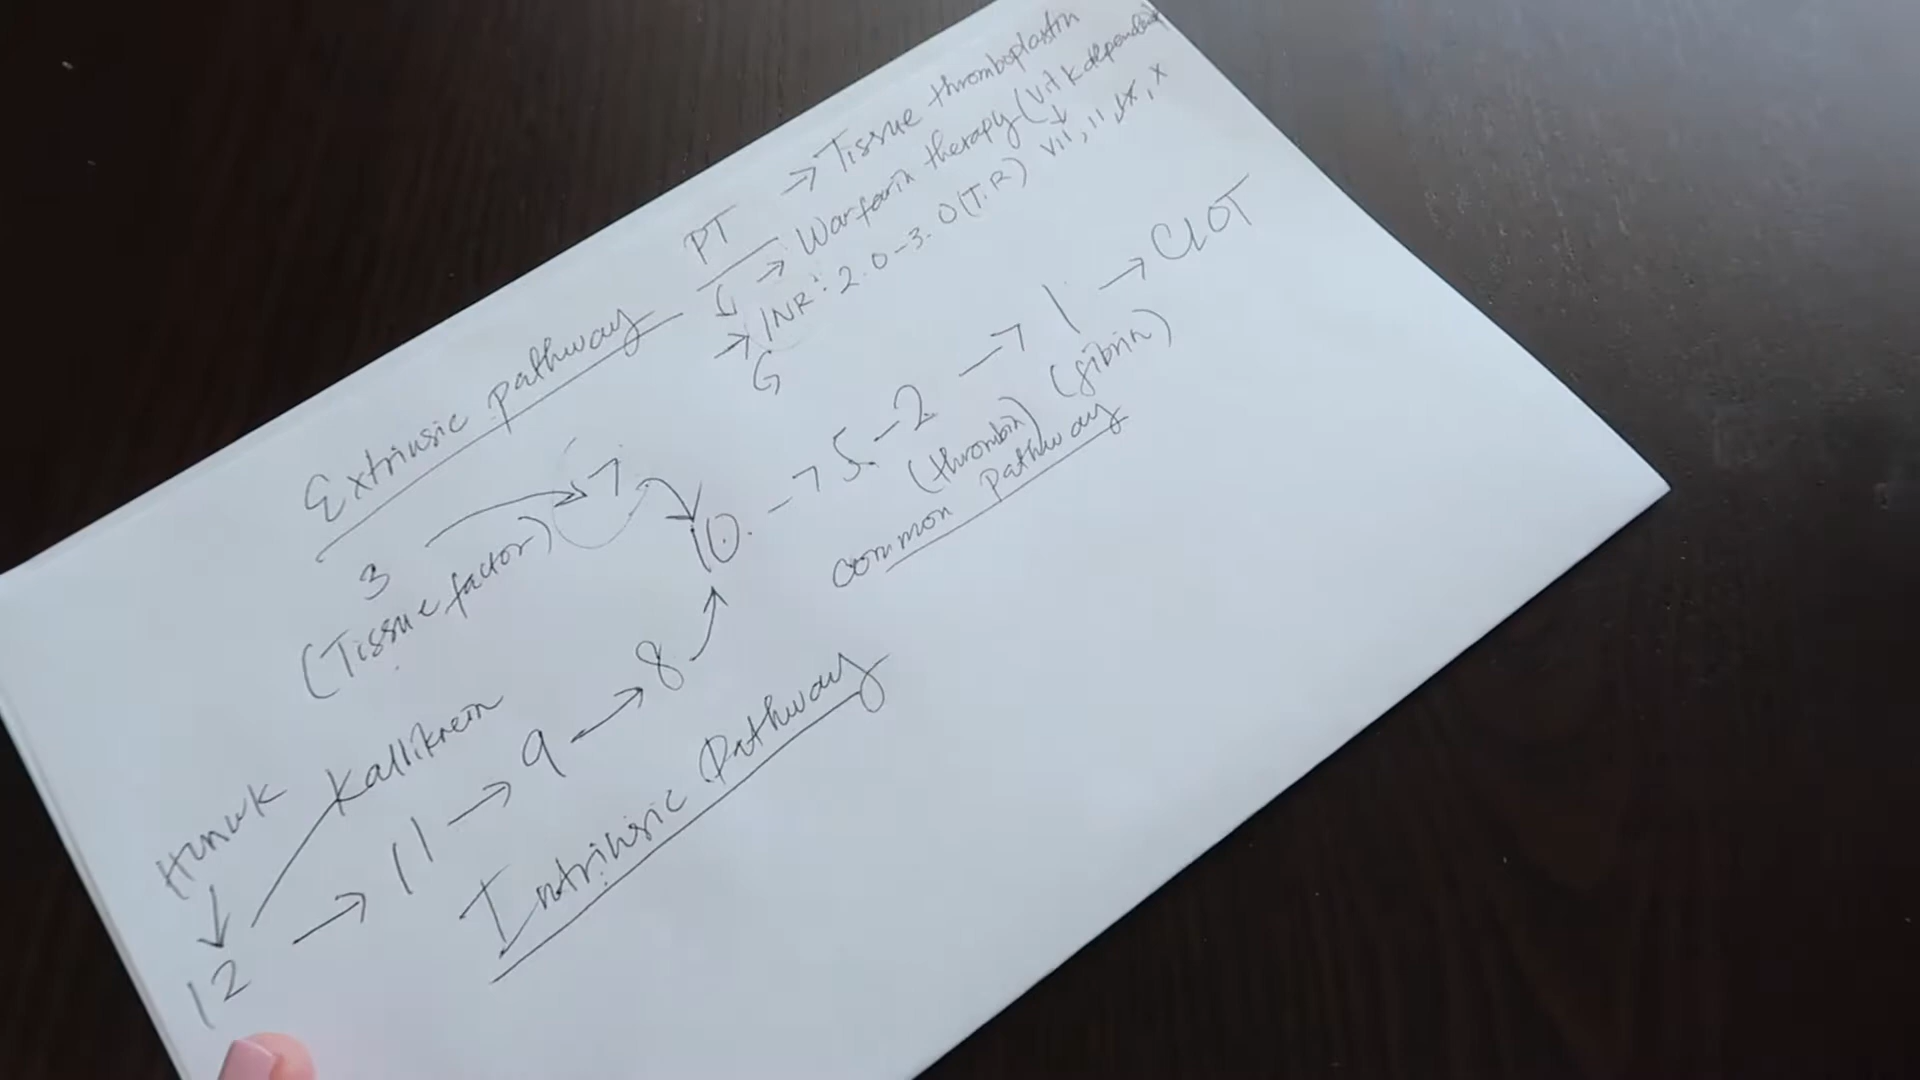 PT → Tissue thromboplastin
→ Warfarin therapy (Vit K dependent
→ INR: 2.0-3.0 (T.R) VII, II, IX, X
Extrinsic pathway
3 → 7 → 10 → 5-2 → 1 → CLOT
(Tissue factor) (thrombin) (fibrin)
common pathway
HMWK Kallikrein
12 → 11 → 9 → 8
Intrinsic Pathway